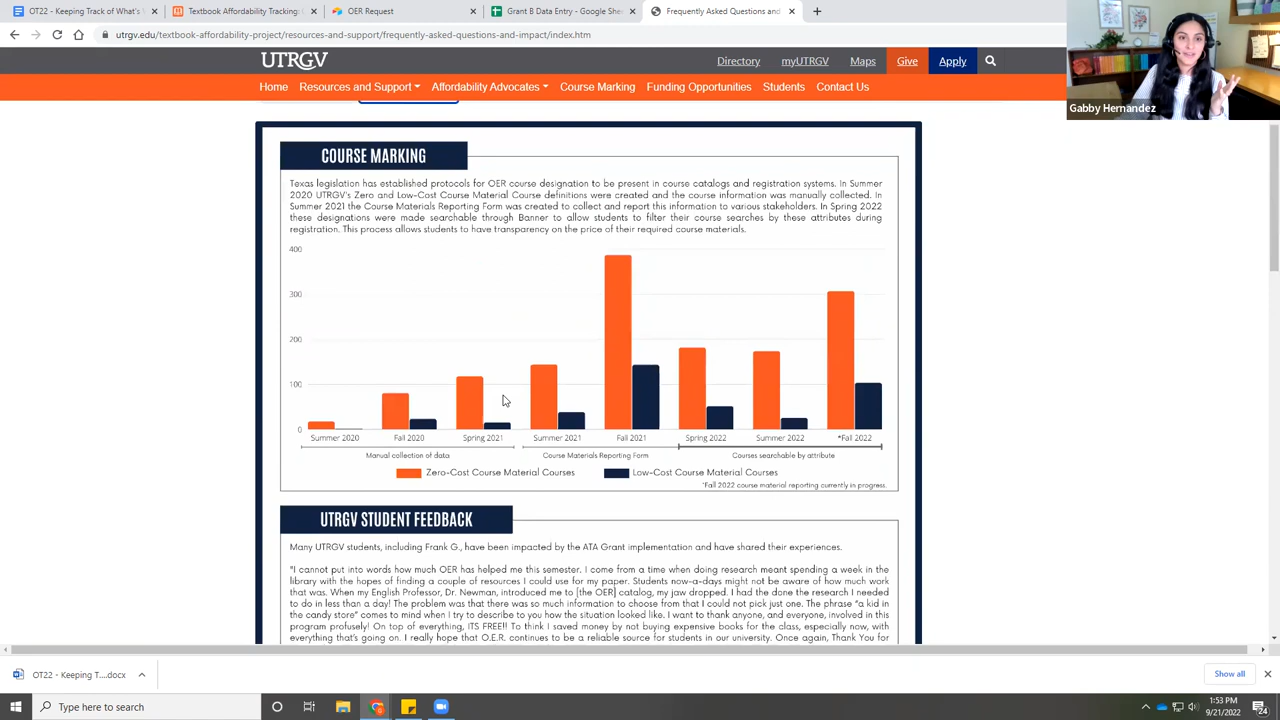 OT22 - Keeping Track of What's
Textbook Affordability Tracking
OER Request
Grant B Data Entry - Google She
Frequently Asked Questions and
utrgv.edu/textbook-affordability-project/resources-and-support/frequently-asked-questions-and-impact/index.htm
UTRGV
Directory
myUTRGV
Maps
Give
Apply
Home
Resources and Support
Affordability Advocates
Course Marking
Funding Opportunities
Students
Contact Us
Gabby Hernandez
COURSE MARKING
Texas legislation has established protocols for OER course designation to be present in course catalogs and registration systems. In Summer
2020 UTRGV's Zero and Low-Cost Course Material Course definitions were created and the course information was manually collected. In
Summer 2021 the Course Materials Reporting Form was created to collect and report this information to various stakeholders. In Spring 2022
these designations were made searchable through Banner to allow students to filter their course searches by these attributes during
registration. This process allows students to have transparency on the price of their required course materials.
400
300
200
100
0
Summer 2020
Fall 2020
Spring 2021
Summer 2021
Fall 2021
Spring 2022
Summer 2022
*Fall 2022
Manual collection of data
Course Materials Reporting Form
Courses searchable by attribute
Zero-Cost Course Material Courses
Low-Cost Course Material Courses
*Fall 2022 course material reporting currently in progress.
UTRGV STUDENT FEEDBACK
Many UTRGV students, including Frank G., have been impacted by the ATA Grant implementation and have shared their experiences.
"I cannot put into words how much OER has helped me this semester. I come from a time when doing research meant spending a week in the
library with the hopes of finding a couple of resources I could use for my paper. Students now-a-days might not be aware of how much work
that was. When my English Professor, Dr. Newman, introduced me to [the OER] catalog, my jaw dropped. I had the done the research I needed
to do in less than a day! The problem was that there was so much information to choose from that I could not pick just one. The phrase "a kid in
the candy store" comes to mind when I try to describe to you how the situation looked like. I want to thank anyone, and everyone, involved in this
program profusely! On top of everything, ITS FREE!! To think I saved money by not buying expensive books for the class, especially now, with
everything that's going on. I really hope that O.E.R. continues to be a reliable source for students in our university. Once again, Thank You for
OT22 - Keeping T....docx
Show all
Type here to search
1:53 PM
9/21/2022
24